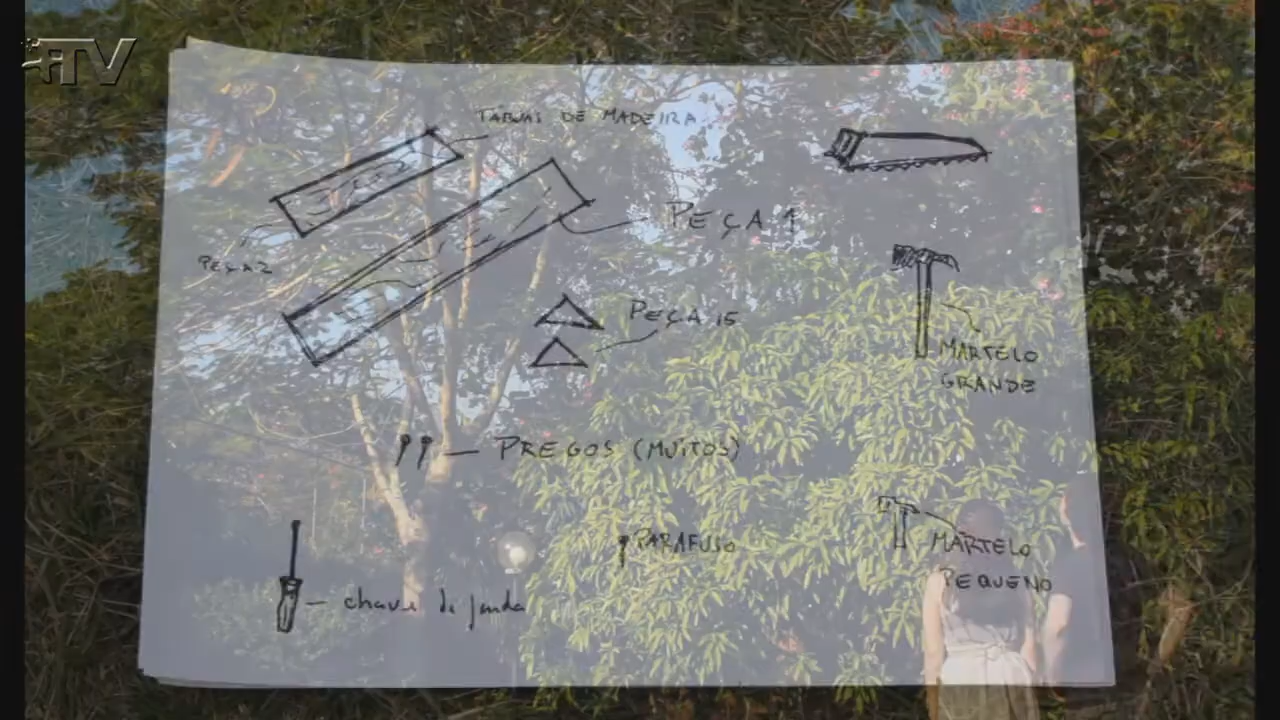 iTV
TABUAS DE MADEIRA
PEÇA 1
PEÇA 2
PEÇA 15
MARTELO
GRANDE
PREGOS (MUITOS)
PARAFUSO
MARTELO
PEQUENO
chave de fenda